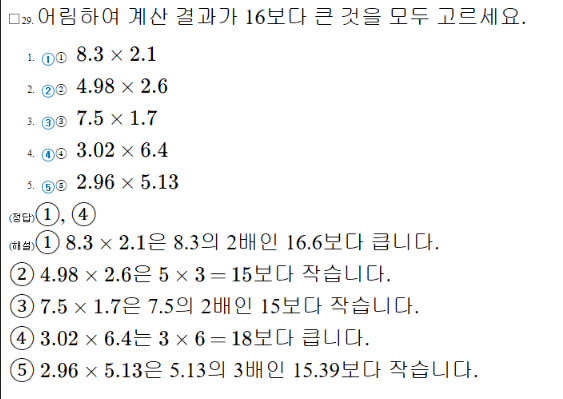 □29. 어림하여 계산 결과가 16보다 큰 것을 모두 고르세요.
1. ①① 8.3 × 2.1
2. ②② 4.98 × 2.6
3. ③③ 7.5 × 1.7
4. ④④ 3.02 × 6.4
5. ⑤⑤ 2.96 × 5.13
(정답)①, ④
(해설)① 8.3 × 2.1은 8.3의 2배인 16.6보다 큽니다.
② 4.98 × 2.6은 5 × 3 = 15보다 작습니다.
③ 7.5 × 1.7은 7.5의 2배인 15보다 작습니다.
④ 3.02 × 6.4는 3 × 6 = 18보다 큽니다.
⑤ 2.96 × 5.13은 5.13의 3배인 15.39보다 작습니다.